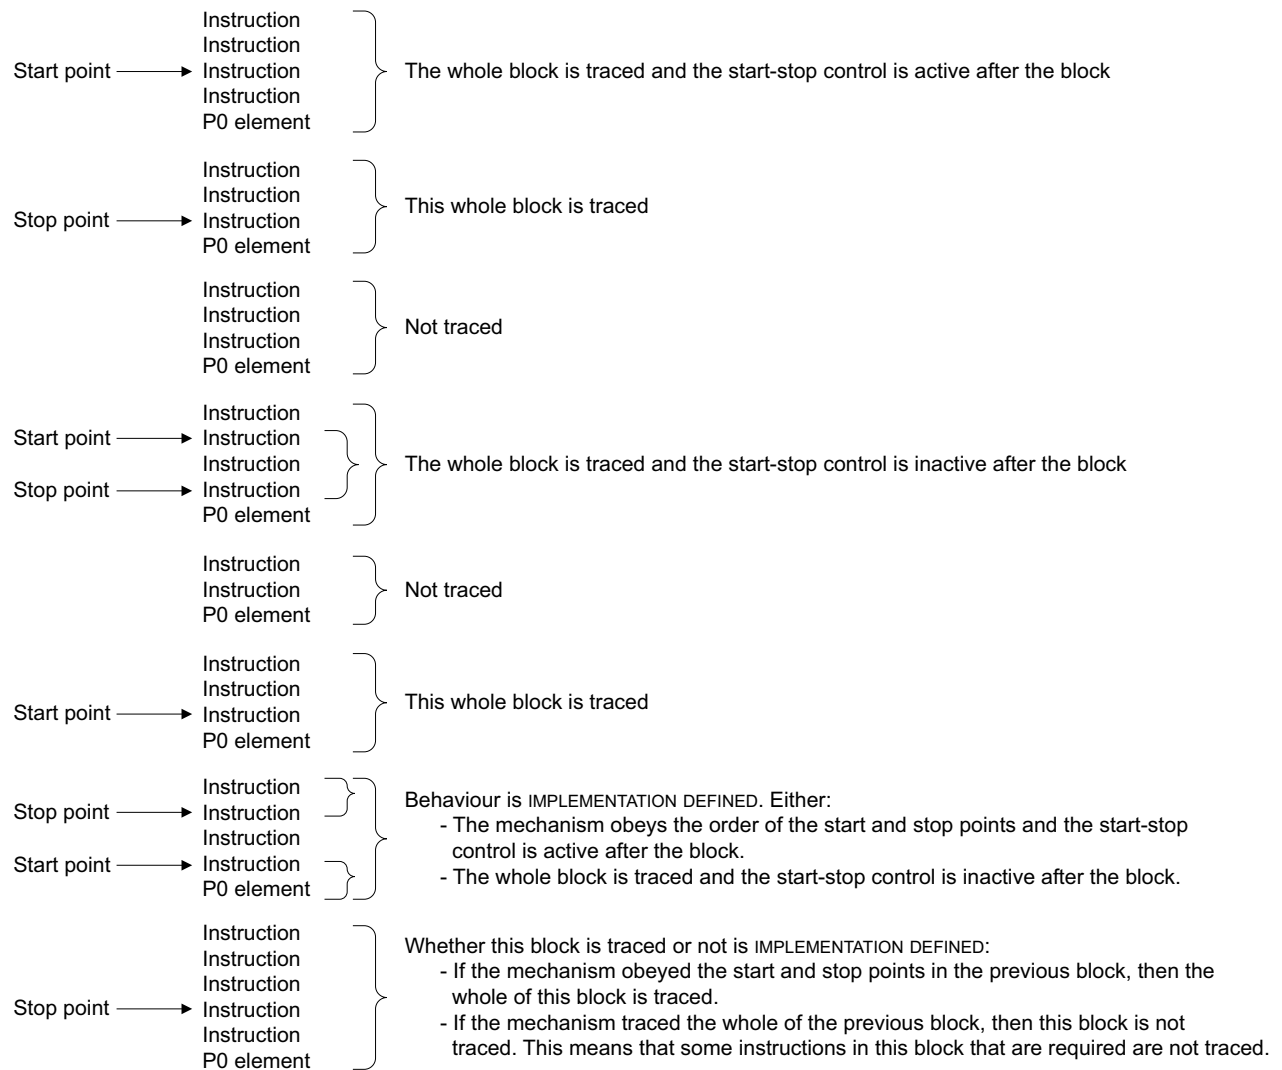 Instruction
Instruction
Start point Instruction The whole block is traced and the start-stop control is active after the block
Instruction
P0 element
Instruction
Instruction
This whole block is traced
Stop point Instruction
P0 element
Instruction
Instruction
Not traced
Instruction
P0 element
Instruction
Start point Instruction
Instruction The whole block is traced and the start-stop control is inactive after the block
Stop point Instruction
P0 element
Instruction
Instruction Not traced
P0 element
Instruction
Instruction
This whole block is traced
Start point Instruction
P0 element
Instruction
Behaviour is IMPLEMENTATION DEFINED. Either:
Stop point Instruction
- The mechanism obeys the order of the start and stop points and the start-stop
Instruction
control is active after the block.
Start point Instruction
- The whole block is traced and the start-stop control is inactive after the block.
P0 element
Instruction
Whether this block is traced or not is IMPLEMENTATION DEFINED:
Instruction
- If the mechanism obeyed the start and stop points in the previous block, then the
Instruction
whole of this block is traced.
Stop point Instruction
- If the mechanism traced the whole of the previous block, then this block is not
Instruction
traced. This means that some instructions in this block that are required are not traced.
P0 element